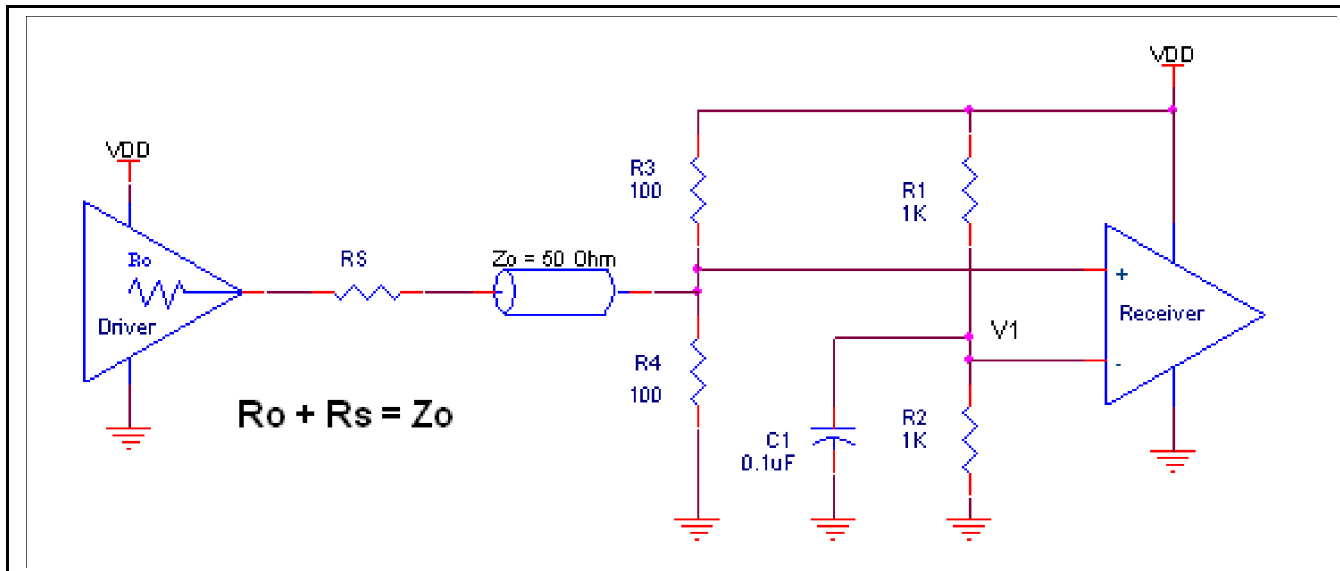 VDD
VDD
R3
100
R1
1K
Ro
RS
Zo = 50 Ohm
+
Driver
Receiver
V1
-
R4
100
Ro + Rs = Zo
R2
1K
C1
0.1uF